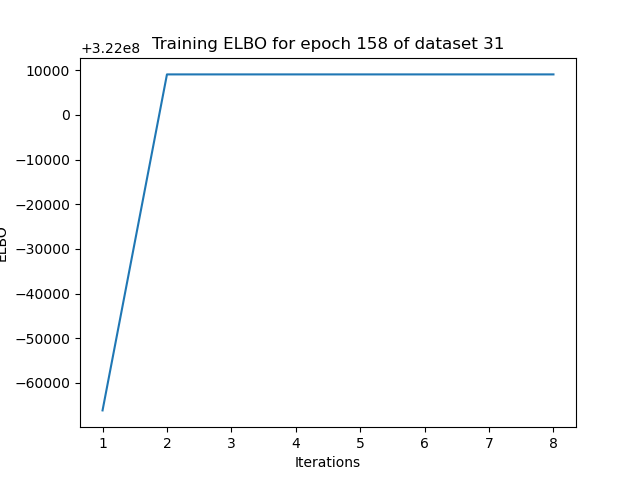 +3.22e8
Training ELBO for epoch 158 of dataset 31
10000
0
−10000
−20000
−30000
−40000
−50000
−60000
ELBO
1 2 3 4 5 6 7 8
Iterations